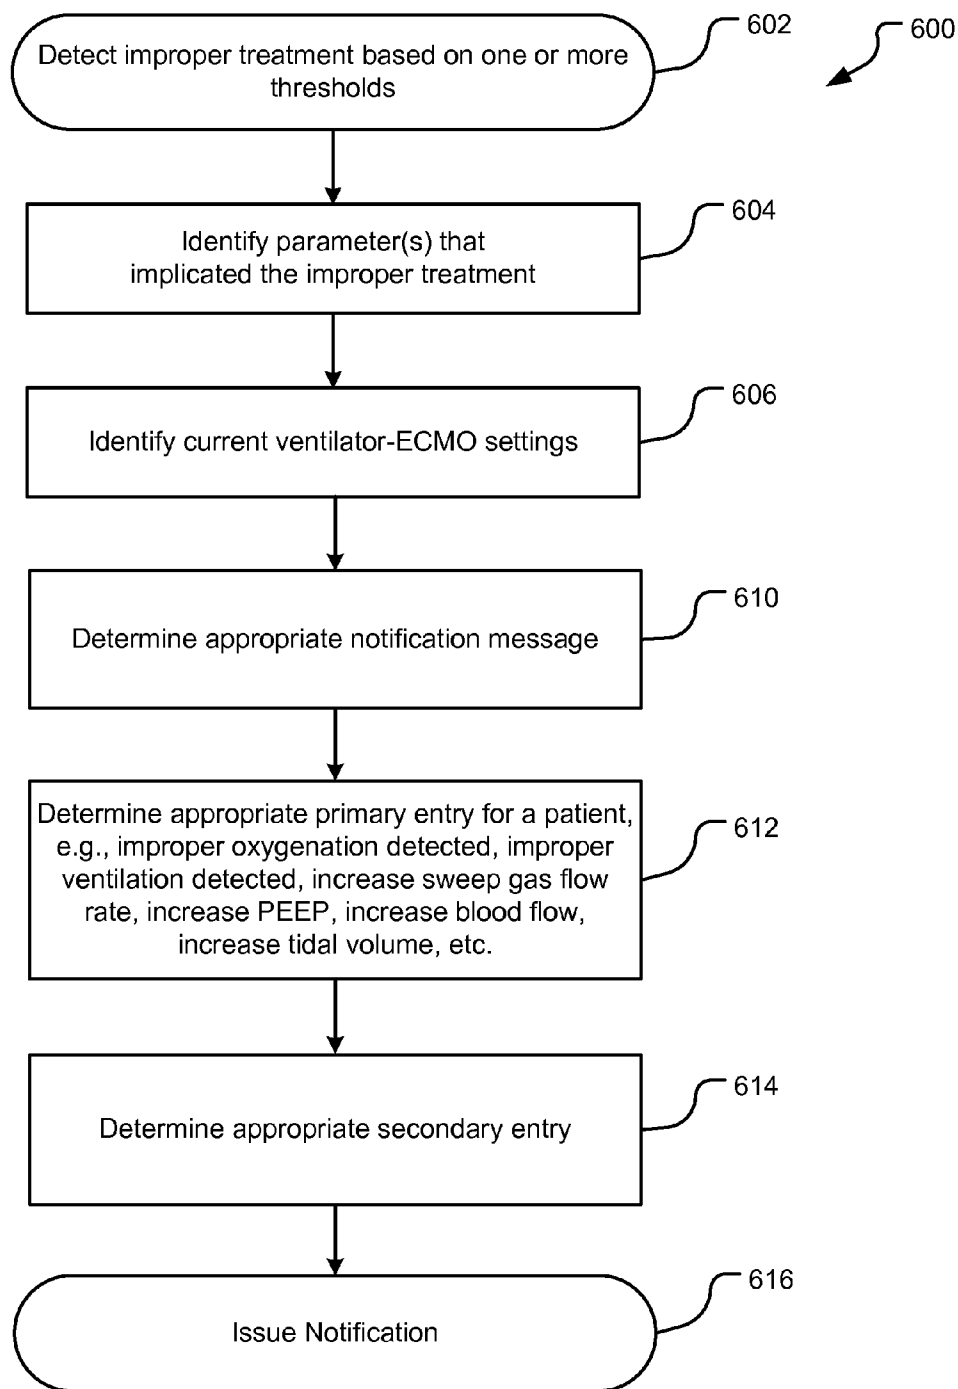 Detect improper treatment based on one or more
thresholds
602
600
Identify parameter(s) that
implicated the improper treatment
604
Identify current ventilator-ECMO settings
606
Determine appropriate notification message
610
Determine appropriate primary entry for a patient,
e.g., improper oxygenation detected, improper
ventilation detected, increase sweep gas flow
rate, increase PEEP, increase blood flow,
increase tidal volume, etc.
612
Determine appropriate secondary entry
614
Issue Notification
616